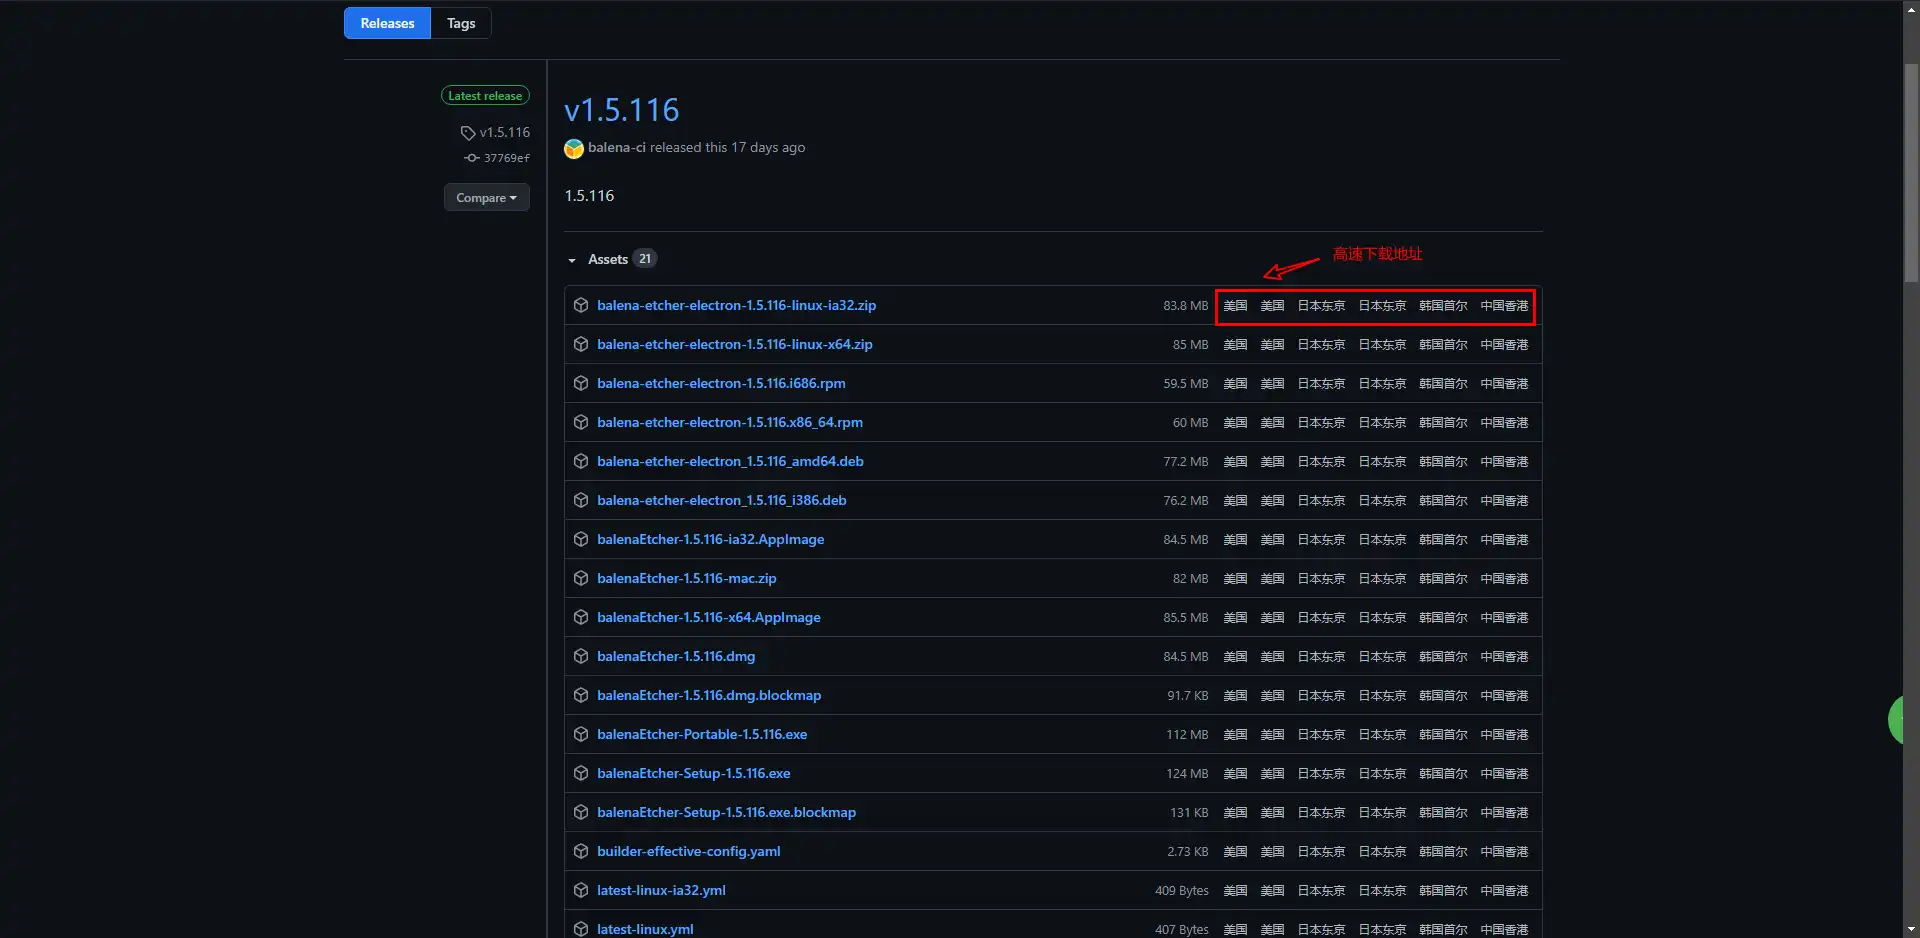 Releases Tags
Latest release
v1.5.116
37769ef
Compare
v1.5.116
balena-ci released this 17 days ago
1.5.116
Assets 21
高速下载地址
balena-etcher-electron-1.5.116-linux-ia32.zip 83.8 MB 美国 美国 日本东京 日本东京 韩国首尔 中国香港
balena-etcher-electron-1.5.116-linux-x64.zip 85 MB 美国 美国 日本东京 日本东京 韩国首尔 中国香港
balena-etcher-electron-1.5.116.i686.rpm 59.5 MB 美国 美国 日本东京 日本东京 韩国首尔 中国香港
balena-etcher-electron-1.5.116.x86_64.rpm 60 MB 美国 美国 日本东京 日本东京 韩国首尔 中国香港
balena-etcher-electron_1.5.116_amd64.deb 77.2 MB 美国 美国 日本东京 日本东京 韩国首尔 中国香港
balena-etcher-electron_1.5.116_i386.deb 76.2 MB 美国 美国 日本东京 日本东京 韩国首尔 中国香港
balenaEtcher-1.5.116-ia32.AppImage 84.5 MB 美国 美国 日本东京 日本东京 韩国首尔 中国香港
balenaEtcher-1.5.116-mac.zip 82 MB 美国 美国 日本东京 日本东京 韩国首尔 中国香港
balenaEtcher-1.5.116-x64.AppImage 85.5 MB 美国 美国 日本东京 日本东京 韩国首尔 中国香港
balenaEtcher-1.5.116.dmg 84.5 MB 美国 美国 日本东京 日本东京 韩国首尔 中国香港
balenaEtcher-1.5.116.dmg.blockmap 91.7 KB 美国 美国 日本东京 日本东京 韩国首尔 中国香港
balenaEtcher-Portable-1.5.116.exe 112 MB 美国 美国 日本东京 日本东京 韩国首尔 中国香港
balenaEtcher-Setup-1.5.116.exe 124 MB 美国 美国 日本东京 日本东京 韩国首尔 中国香港
balenaEtcher-Setup-1.5.116.exe.blockmap 131 KB 美国 美国 日本东京 日本东京 韩国首尔 中国香港
builder-effective-config.yaml 2.73 KB 美国 美国 日本东京 日本东京 韩国首尔 中国香港
latest-linux-ia32.yml 409 Bytes 美国 美国 日本东京 日本东京 韩国首尔 中国香港
latest-linux.yml 407 Bytes 美国 美国 日本东京 日本东京 韩国首尔 中国香港